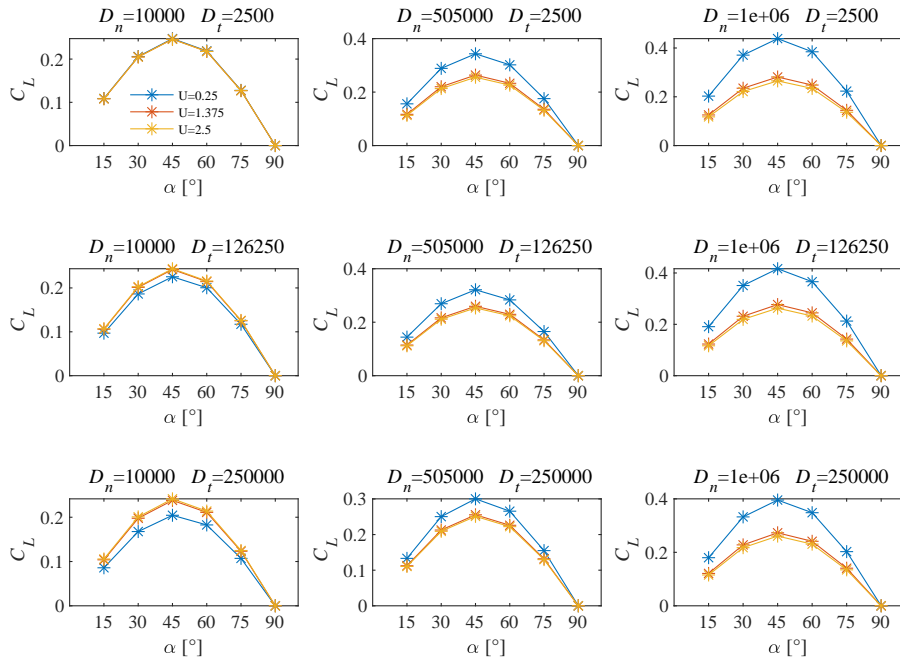 D_n=10000 D_t=2500
D_n=505000 D_t=2500
D_n=1e+06 D_t=2500
C_L
0.2
0.1
0
U=0.25
U=1.375
U=2.5
15 30 45 60 75 90
α [°]
0.4
0.2
0
15 30 45 60 75 90
α [°]
0.4
0.2
0
15 30 45 60 75 90
α [°]
D_n=10000 D_t=126250
D_n=505000 D_t=126250
D_n=1e+06 D_t=126250
C_L
0.2
0.1
0
15 30 45 60 75 90
α [°]
0.4
0.2
0
15 30 45 60 75 90
α [°]
0.4
0.2
0
15 30 45 60 75 90
α [°]
D_n=10000 D_t=250000
D_n=505000 D_t=250000
D_n=1e+06 D_t=250000
C_L
0.2
0.1
0
15 30 45 60 75 90
α [°]
0.3
0.2
0.1
0
15 30 45 60 75 90
α [°]
0.4
0.2
0
15 30 45 60 75 90
α [°]